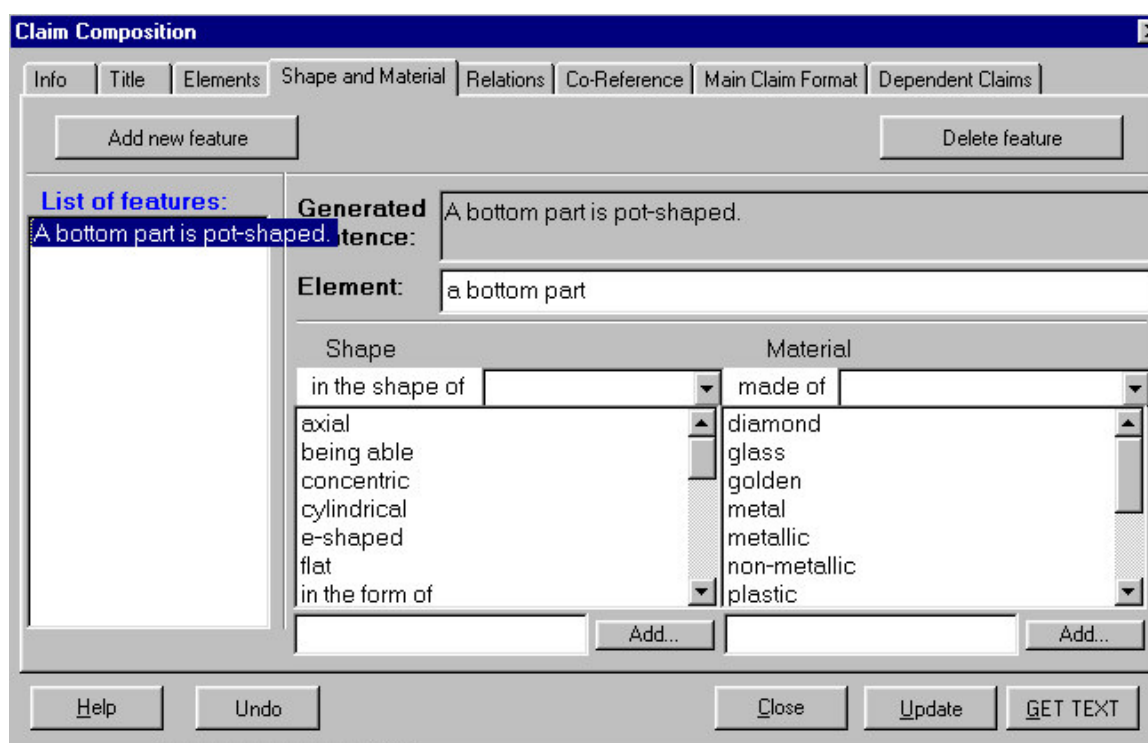 Claim Composition
Info Title Elements Shape and Material Relations Co-Reference Main Claim Format Dependent Claims
Add new feature Delete feature
List of features:
A bottom part is pot-shaped.
Generated
tence:
A bottom part is pot-shaped.
Element: a bottom part
Shape Material
in the shape of made of
axial
being able
concentric
cylindrical
e-shaped
flat
in the form of
diamond
glass
golden
metal
metallic
non-metallic
plastic
Add... Add...
Help Undo Close Update GET TEXT